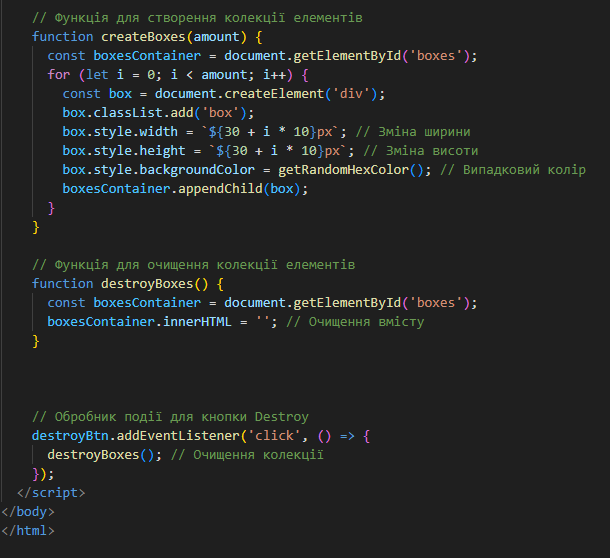 // Функція для створення колекції елементів
function createBoxes(amount) {
const boxesContainer = document.getElementById('boxes');
for (let i = 0; i < amount; i++) {
const box = document.createElement('div');
box.classList.add('box');
box.style.width = `${30 + i * 10}px`; // Зміна ширини
box.style.height = `${30 + i * 10}px`; // Зміна висоти
box.style.backgroundColor = getRandomHexColor(); // Випадковий колір
boxesContainer.appendChild(box);
}
}
// Функція для очищення колекції елементів
function destroyBoxes() {
const boxesContainer = document.getElementById('boxes');
boxesContainer.innerHTML = ''; // Очищення вмісту
}
// Обробник події для кнопки Destroy
destroyBtn.addEventListener('click', () => {
destroyBoxes(); // Очищення колекції
});
</script>
</body>
</html>